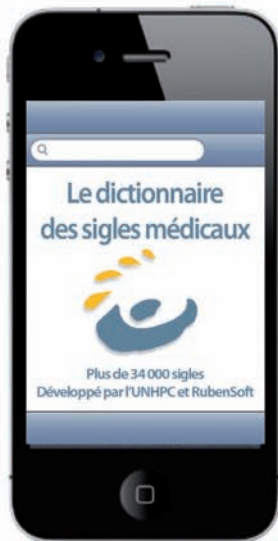 Le dictionnaire
des sigles médicaux
Plus de 34 000 sigles
Développé par l'UNHPC et RubenSoft